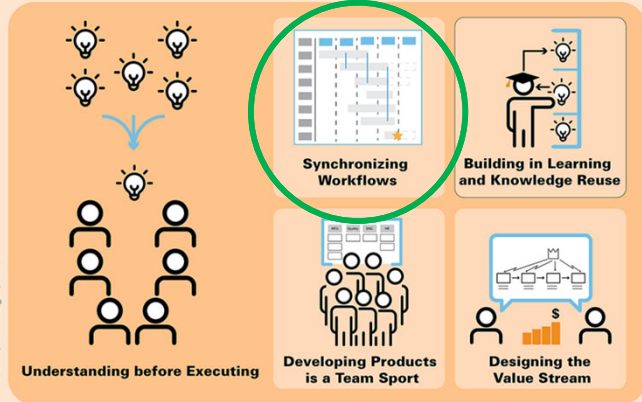 Synchronizing
Workflows
Building in Learning
and Knowledge Reuse
$
Understanding before Executing
Developing Products
is a Team Sport
Designing the
Value Stream